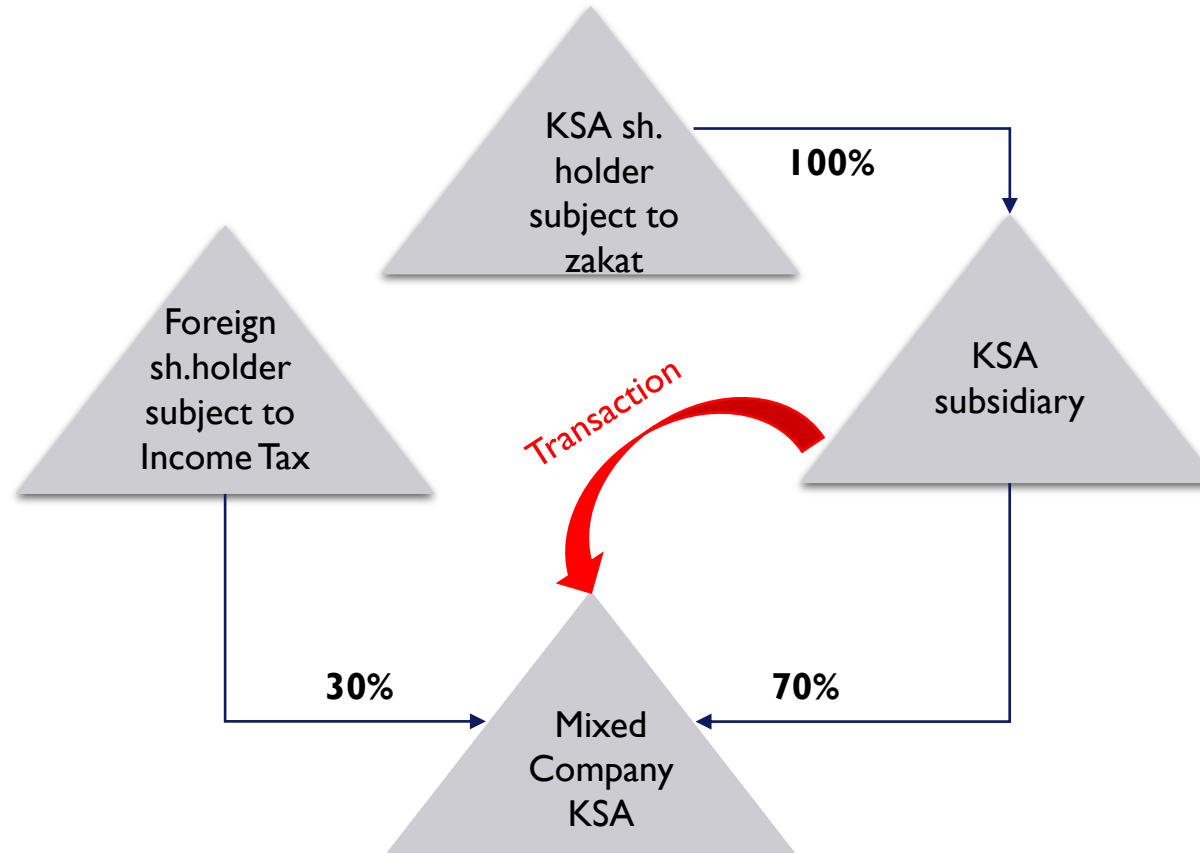 KSA sh.
holder
subject to
zakat
100%
Foreign
sh.holder
subject to
Income Tax
KSA
subsidiary
Transaction
30%
70%
Mixed
Company
KSA